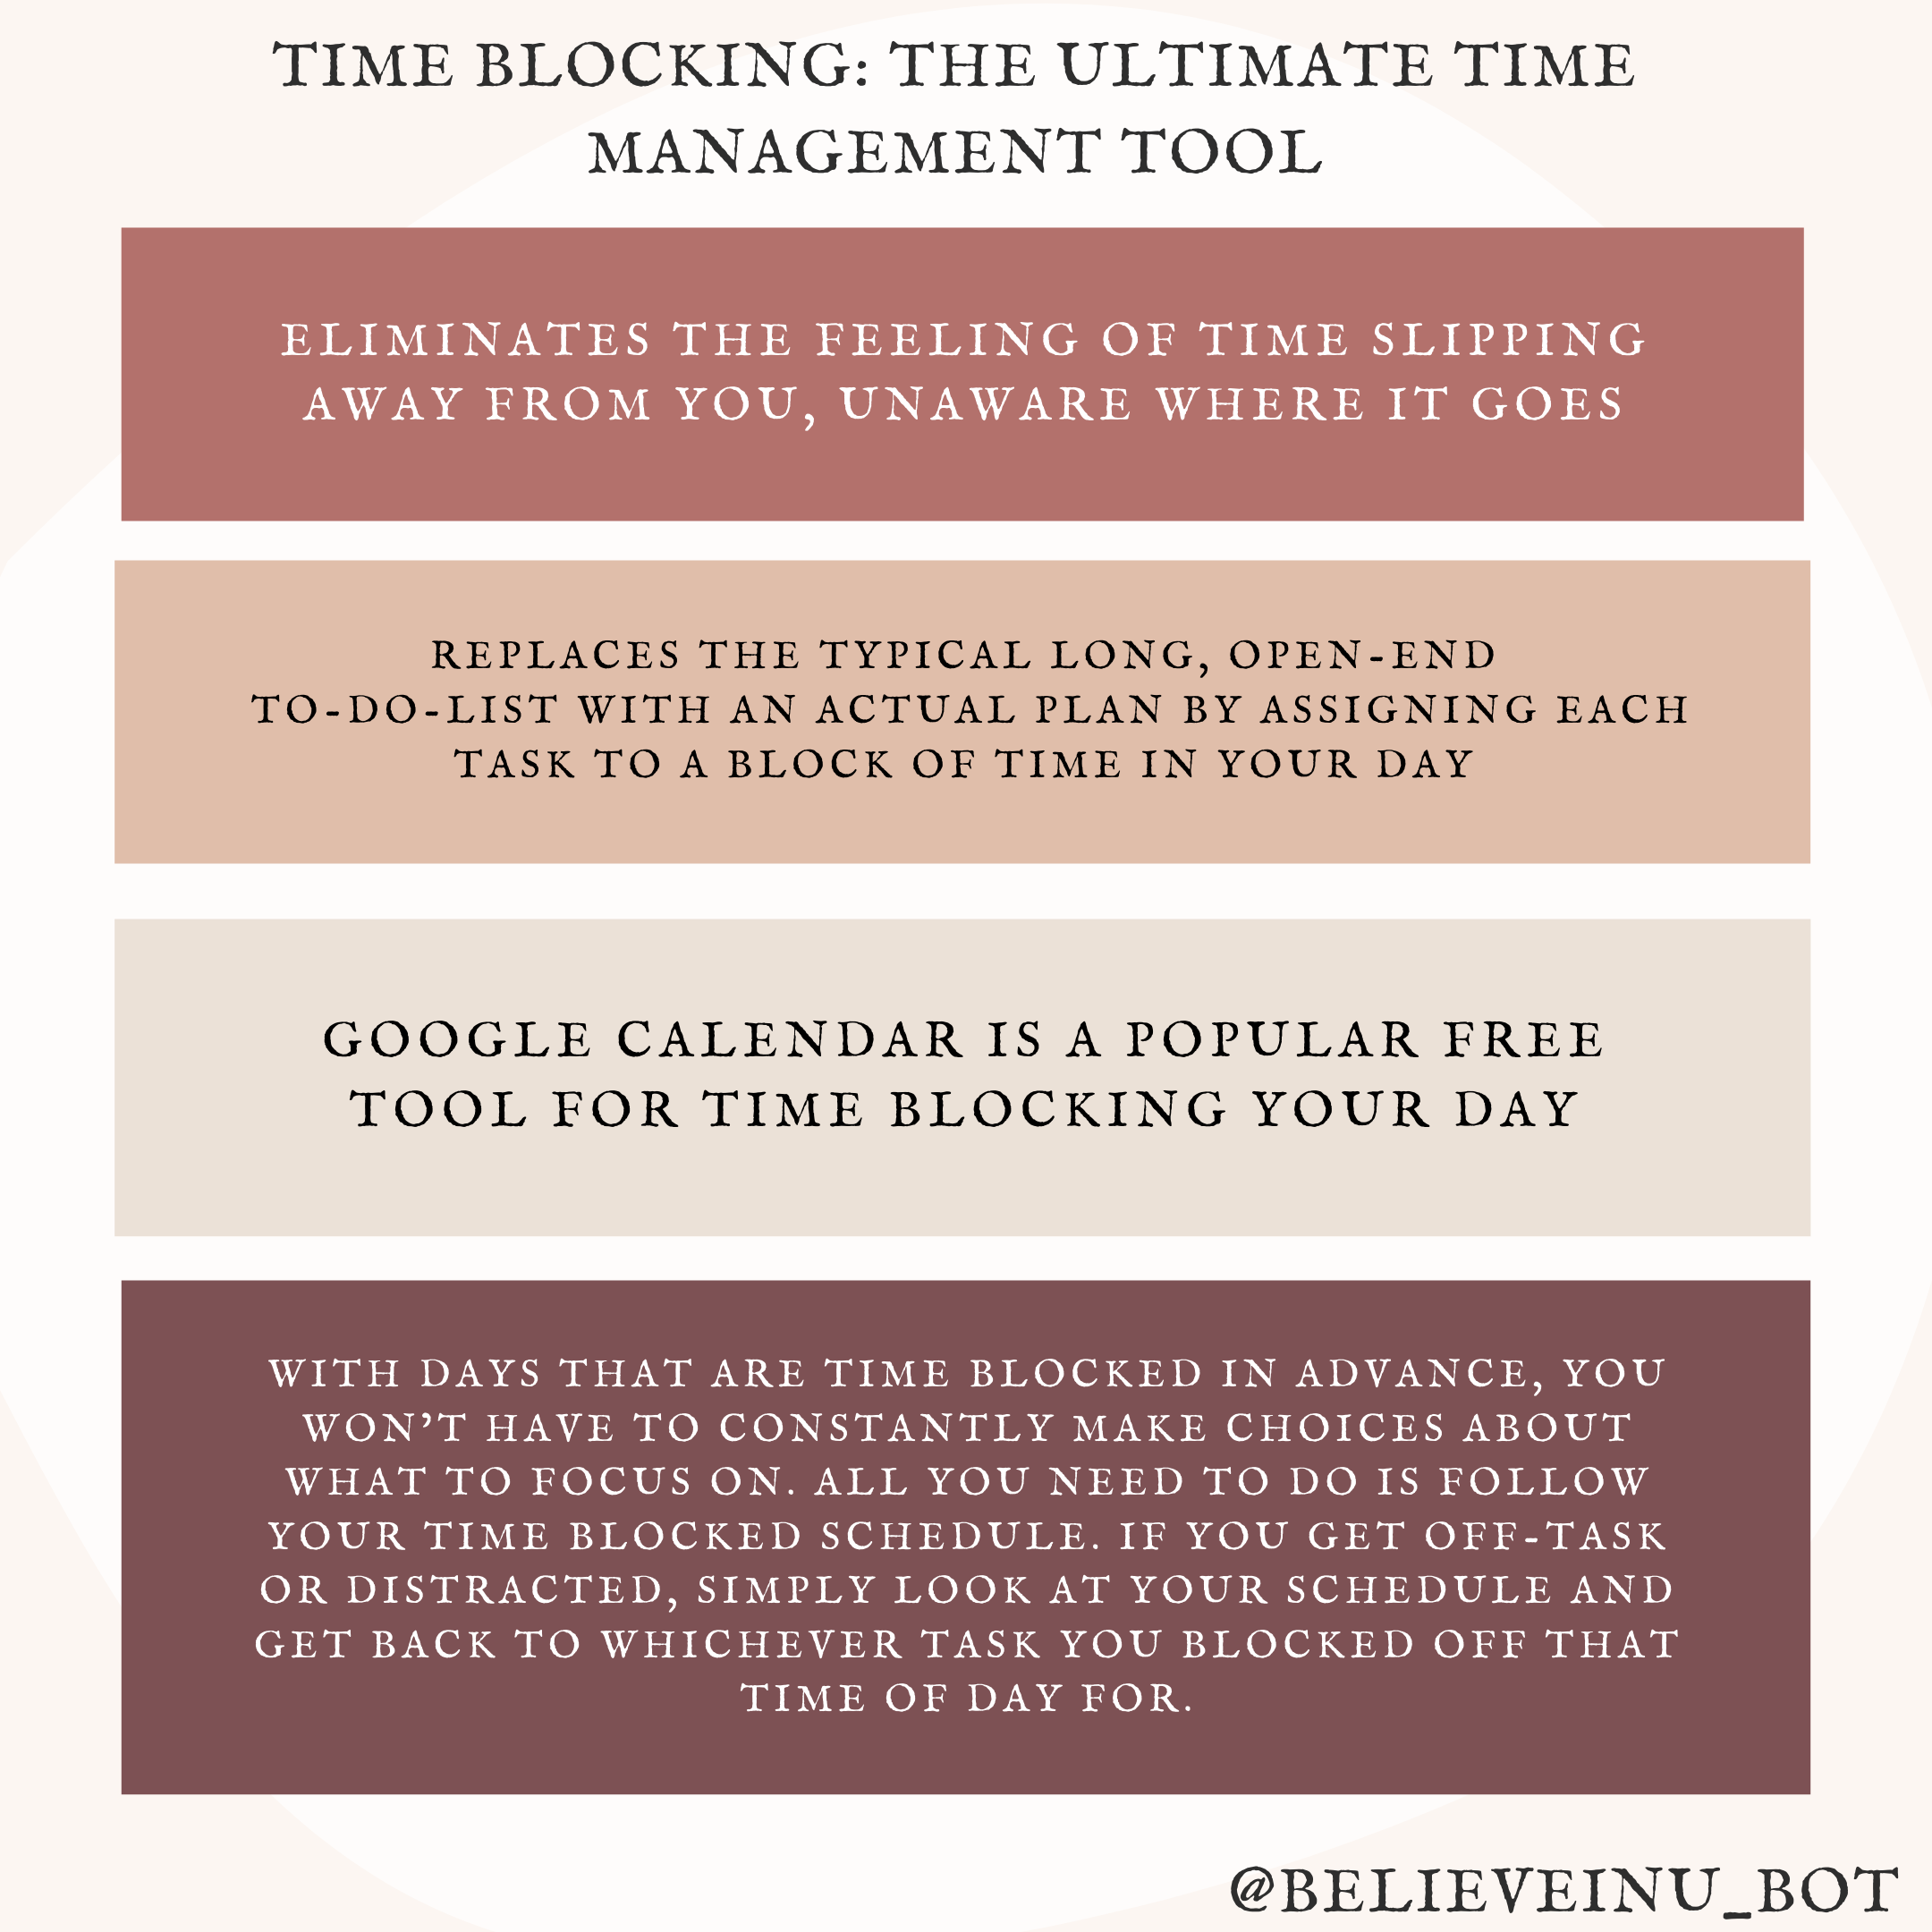 TIME BLOCKING: THE ULTIMATE TIME
MANAGEMENT TOOL
ELIMINATES THE FEELING OF TIME SLIPPING
AWAY FROM YOU, UNAWARE WHERE IT GOES
REPLACES THE TYPICAL LONG, OPEN-END
TO-DO-LIST WITH AN ACTUAL PLAN BY ASSIGNING EACH
TASK TO A BLOCK OF TIME IN YOUR DAY
GOOGLE CALENDAR IS A POPULAR FREE
TOOL FOR TIME BLOCKING YOUR DAY
WITH DAYS THAT ARE TIME BLOCKED IN ADVANCE, YOU
WON'T HAVE TO CONSTANTLY MAKE CHOICES ABOUT
WHAT TO FOCUS ON. ALL YOU NEED TO DO IS FOLLOW
YOUR TIME BLOCKED SCHEDULE. IF YOU GET OFF-TASK
OR DISTRACTED, SIMPLY LOOK AT YOUR SCHEDULE AND
GET BACK TO WHICHEVER TASK YOU BLOCKED OFF THAT
TIME OF DAY FOR.
@BELIEVEINU_BOT